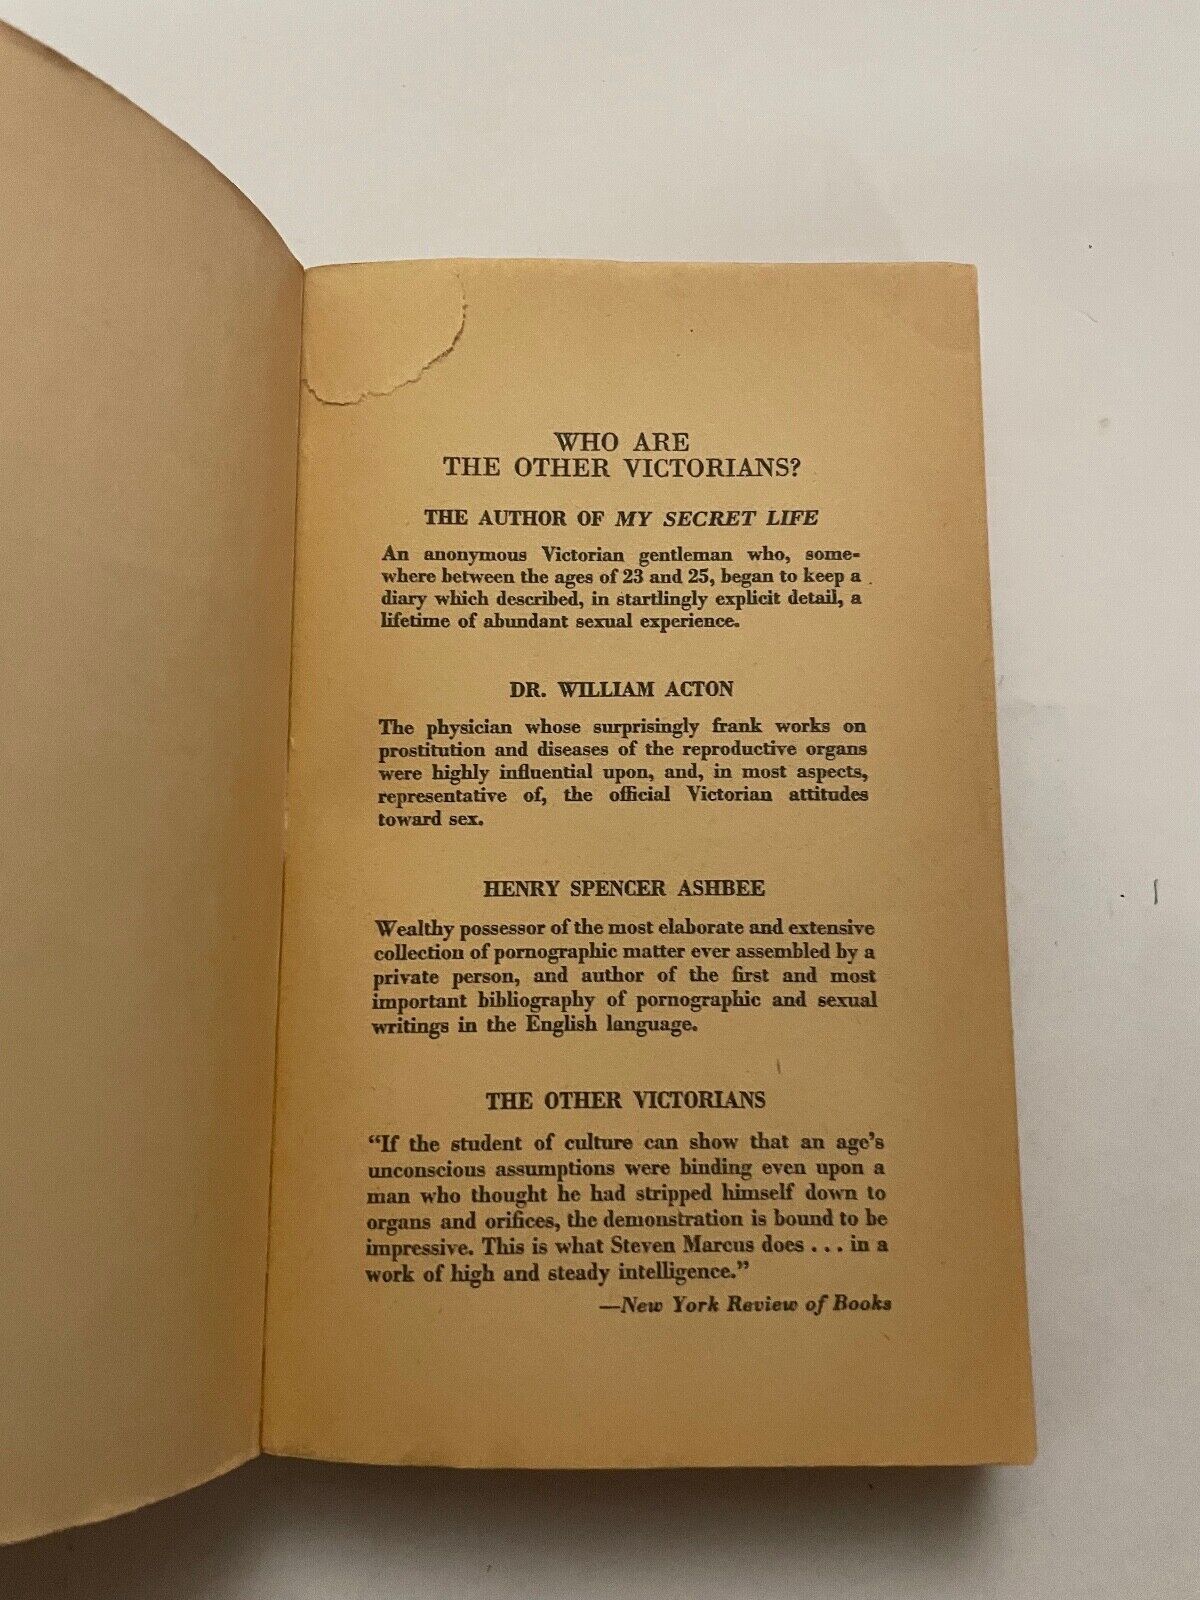 WHO ARE
THE OTHER VICTORIANS?
THE AUTHOR OF MY SECRET LIFE
An anonymous Victorian gentleman who, some-
where between the ages of 23 and 25, began to keep a
diary which described, in startlingly explicit detail, a
lifetime of abundant sexual experience.
DR. WILLIAM ACTON
The physician whose surprisingly frank works on
prostitution and diseases of the reproductive organs
were highly influential upon, and, in most aspects,
representative of, the official Victorian attitudes
toward sex.
HENRY SPENCER ASHBEE
Wealthy possessor of the most elaborate and extensive
collection of pornographic matter ever assembled by a
private person, and author of the first and most
important bibliography of pornographic and sexual
writings in the English language.
THE OTHER VICTORIANS
“If the student of culture can show that an age’s
unconscious assumptions were binding even upon a
man who thought he had stripped himself down to
organs and orifices, the demonstration is bound to be
impressive. This is what Steven Marcus does . . . in a
work of high and steady intelligence.”
—New York Review of Books